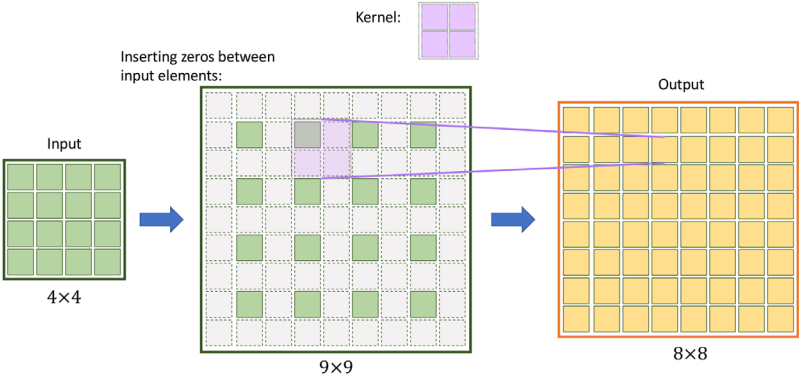 Kernel:
Inserting zeros between
input elements:
Output
Input
4×4
9×9
8×8